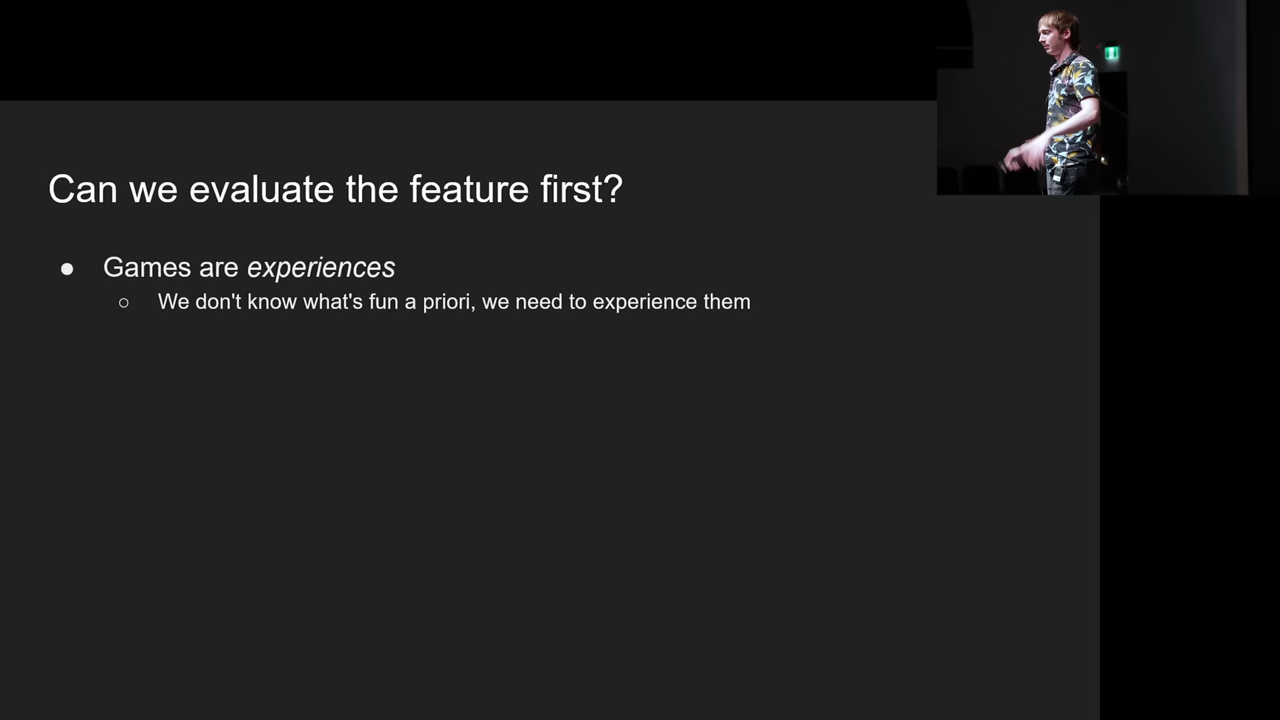 Can we evaluate the feature first?
● Games are experiences
○ We don't know what's fun a priori, we need to experience them